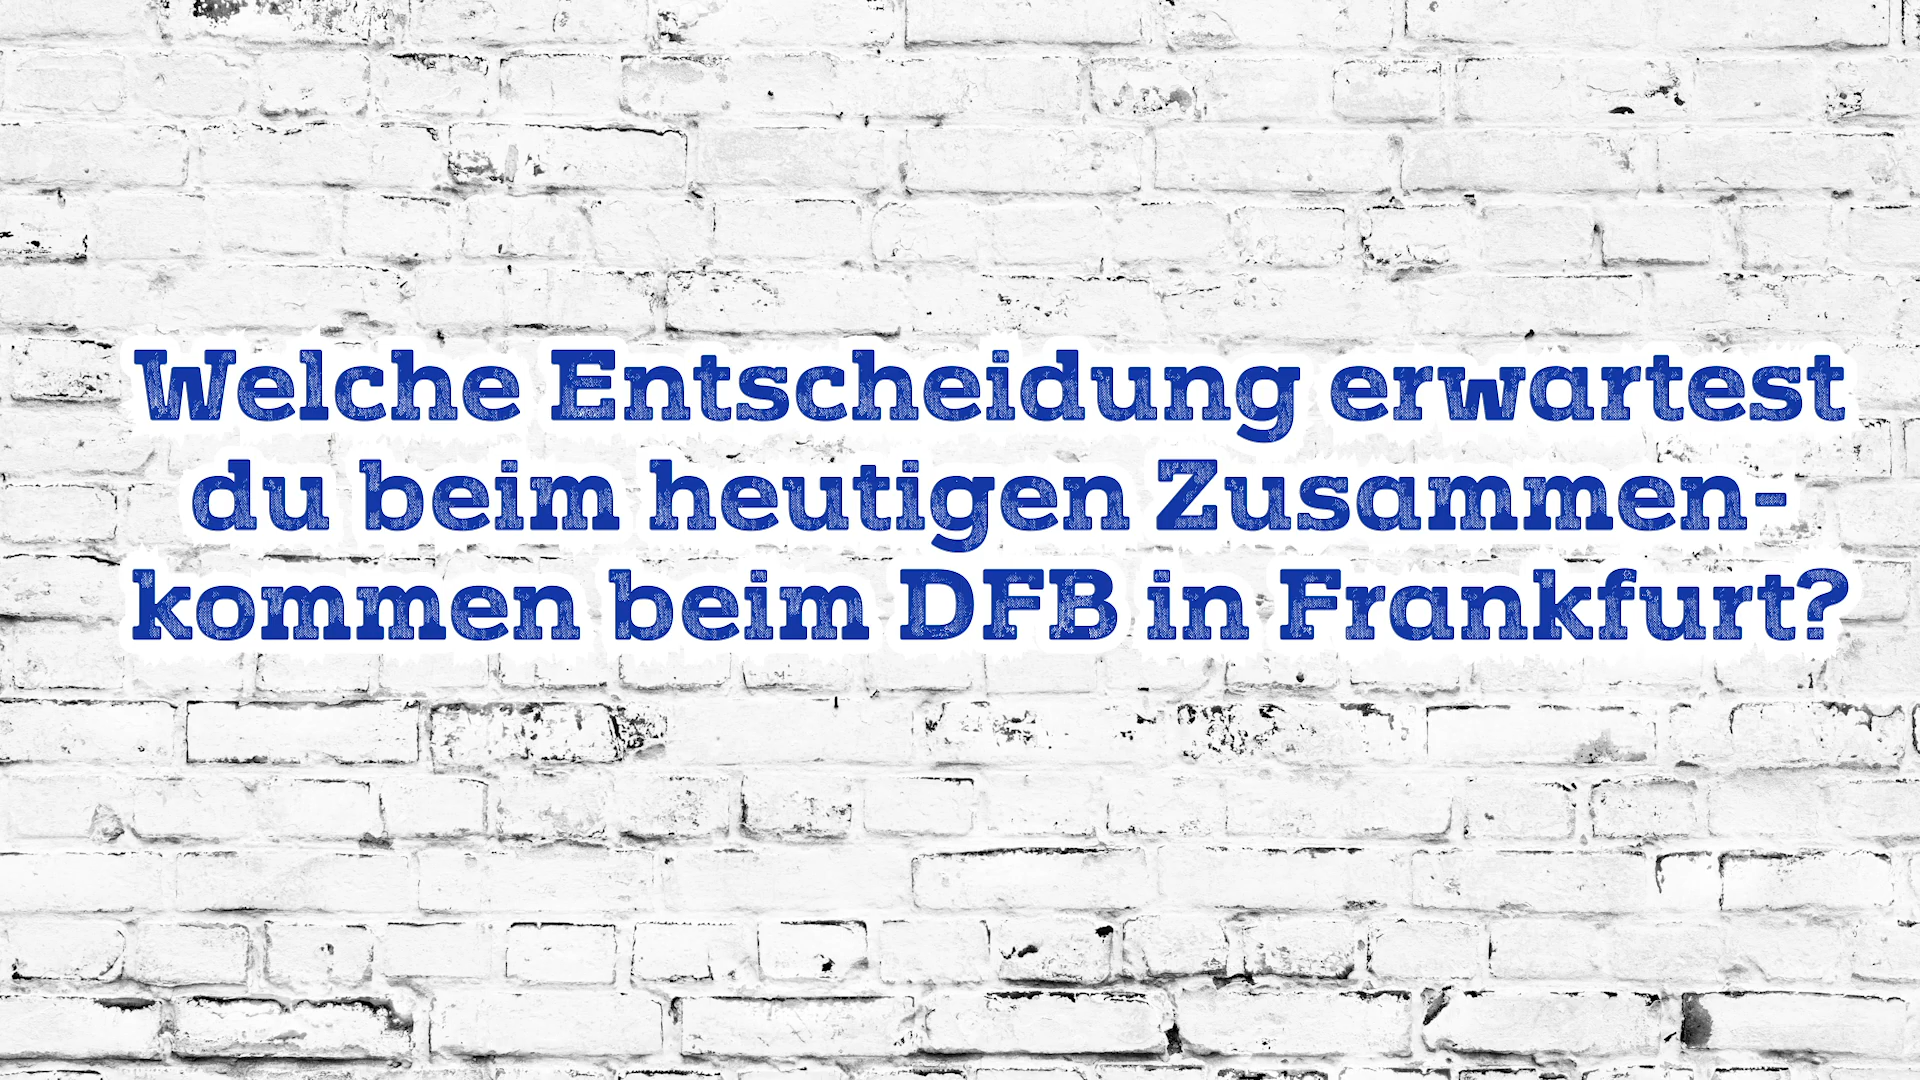 Welche Entscheidung erwartest
du beim heutigen Zusammen-
kommen beim DFB in Frankfurt?